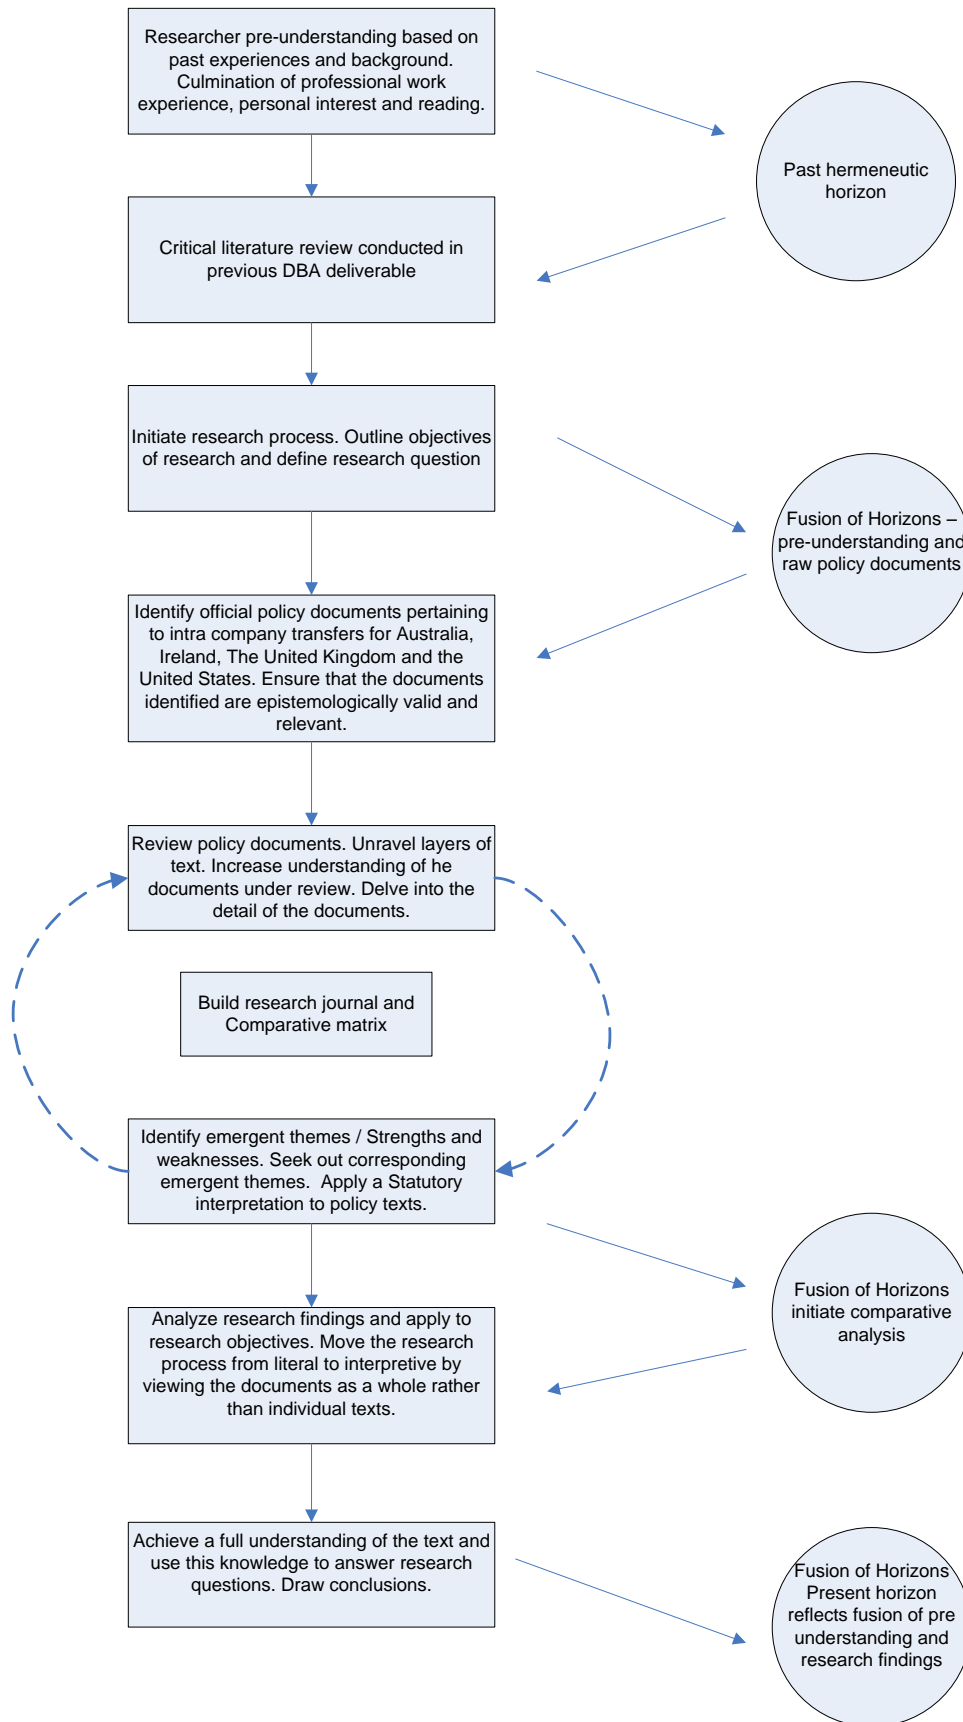 Researcher pre-understanding based on
past experiences and background.
Culmination of professional work
experience, personal interest and reading.
Past hermeneutic
horizon
Critical literature review conducted in
previous DBA deliverable
Initiate research process. Outline objectives
of research and define research question
Fusion of Horizons –
pre-understanding and
raw policy documents
Identify official policy documents pertaining
to intra company transfers for Australia,
Ireland, The United Kingdom and the
United States. Ensure that the documents
identified are epistemologically valid and
relevant.
Review policy documents. Unravel layers of
text. Increase understanding of he
documents under review. Delve into the
detail of the documents.
Build research journal and
Comparative matrix
Identify emergent themes / Strengths and
weaknesses. Seek out corresponding
emergent themes.  Apply a Statutory
interpretation to policy texts.
Fusion of Horizons
initiate comparative
analysis
Analyze research findings and apply to
research objectives. Move the research
process from literal to interpretive by
viewing the documents as a whole rather
than individual texts.
Achieve a full understanding of the text and
use this knowledge to answer research
questions. Draw conclusions.
Fusion of Horizons
Present horizon
reflects fusion of pre
understanding and
research findings